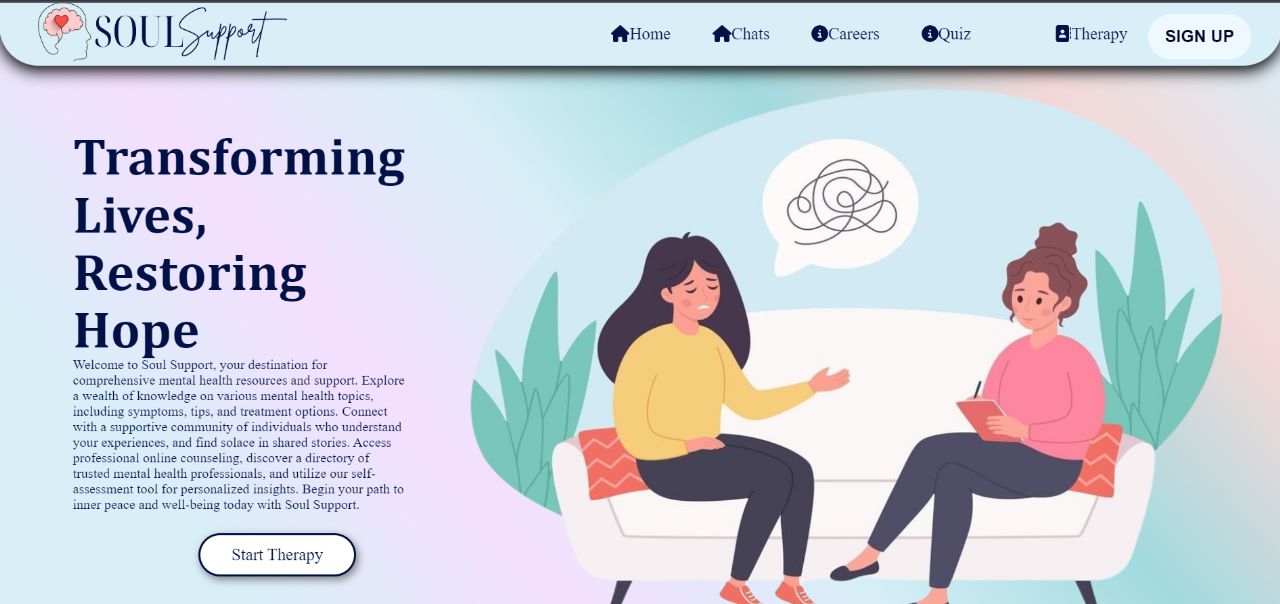 SOUL Support
Home Chats Careers Quiz Therapy SIGN UP
Transforming
Lives,
Restoring
Hope
Welcome to Soul Support, your destination for
comprehensive mental health resources and support. Explore
a wealth of knowledge on various mental health topics,
including symptoms, tips, and treatment options. Connect
with a supportive community of individuals who understand
your experiences, and find solace in shared stories. Access
professional online counseling, discover a directory of
trusted mental health professionals, and utilize our self-
assessment tool for personalized insights. Begin your path to
inner peace and well-being today with Soul Support.
Start Therapy